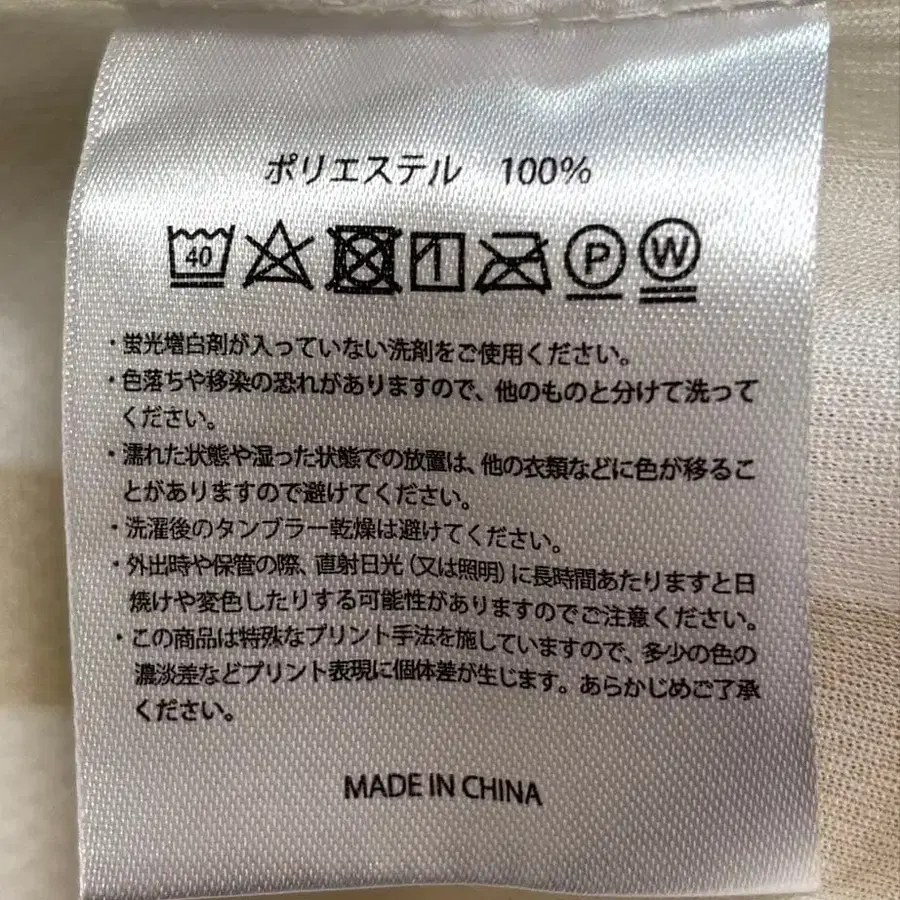 ポリエステル 100%
40 P W
・蛍光増白剤が入っていない洗剤をご使用ください。
・色落ちや移染の恐れがありますので、他のものと分けて洗って
ください。
・濡れた状態や湿った状態での放置は、他の衣類などに色が移るこ
とがありますので避けてください。
・洗濯後のタンブラー乾燥は避けてください。
・外出時や保管の際、直射日光（又は照明）に長時間あたりますと日
焼けや変色したりする可能性がありますのでご注意ください。
・この商品は特殊なプリント手法を施していますので、多少の色の
濃淡差などプリント表現に個体差が生じます。あらかじめご了承
ください。
MADE IN CHINA